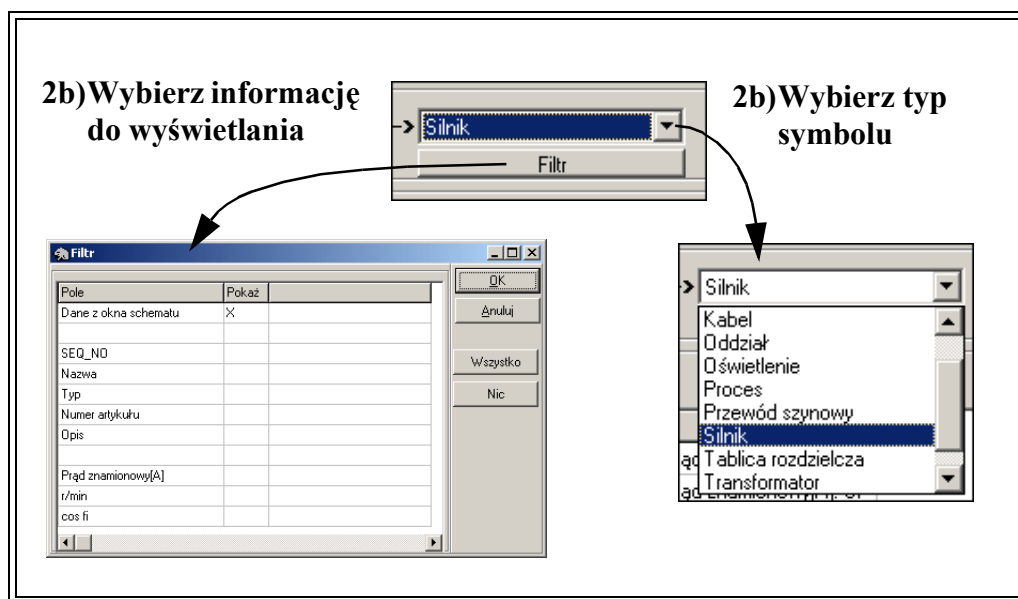 2b)Wybierz informację
do wyświetlania
Silnik
Filtr
2b)Wybierz typ
symbolu
Filtr
Pole Pokaż
Dane z okna schematu X
SEQ_NO
Nazwa
Typ
Numer artykułu
Opis
Prąd znamionowy[A]
r/min
cos fi
OK
Anuluj
Wszystko
Nic
Silnik
Kabel
Oddział
Oświetlenie
Proces
Przewód szynowy
Silnik
Tablica rozdzielcza
Transformator